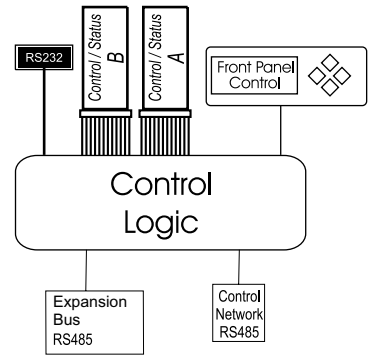 RS232
Control / Status
B
Control / Status
A
Front Panel
Control
Control
Logic
Expansion
Bus
RS485
Control
Network
RS485